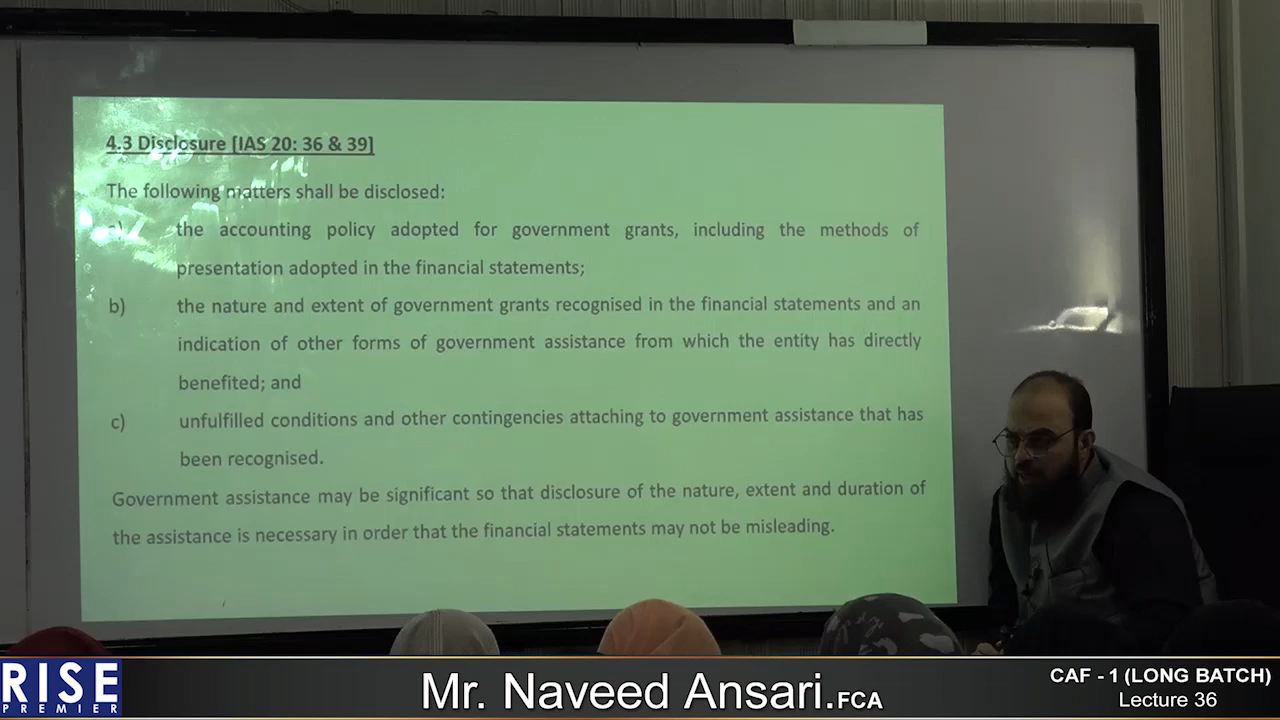 4.3 Disclosure [IAS 20: 36 & 39]
The following matters shall be disclosed:
a) the accounting policy adopted for government grants, including the methods of
presentation adopted in the financial statements;
b) the nature and extent of government grants recognised in the financial statements and an
indication of other forms of government assistance from which the entity has directly
benefited; and
c) unfulfilled conditions and other contingencies attaching to government assistance that has
been recognised.
Government assistance may be significant so that disclosure of the nature, extent and duration of
the assistance is necessary in order that the financial statements may not be misleading.
RISE
PREMIER
Mr. Naveed Ansari.FCA
CAF - 1 (LONG BATCH)
Lecture 36